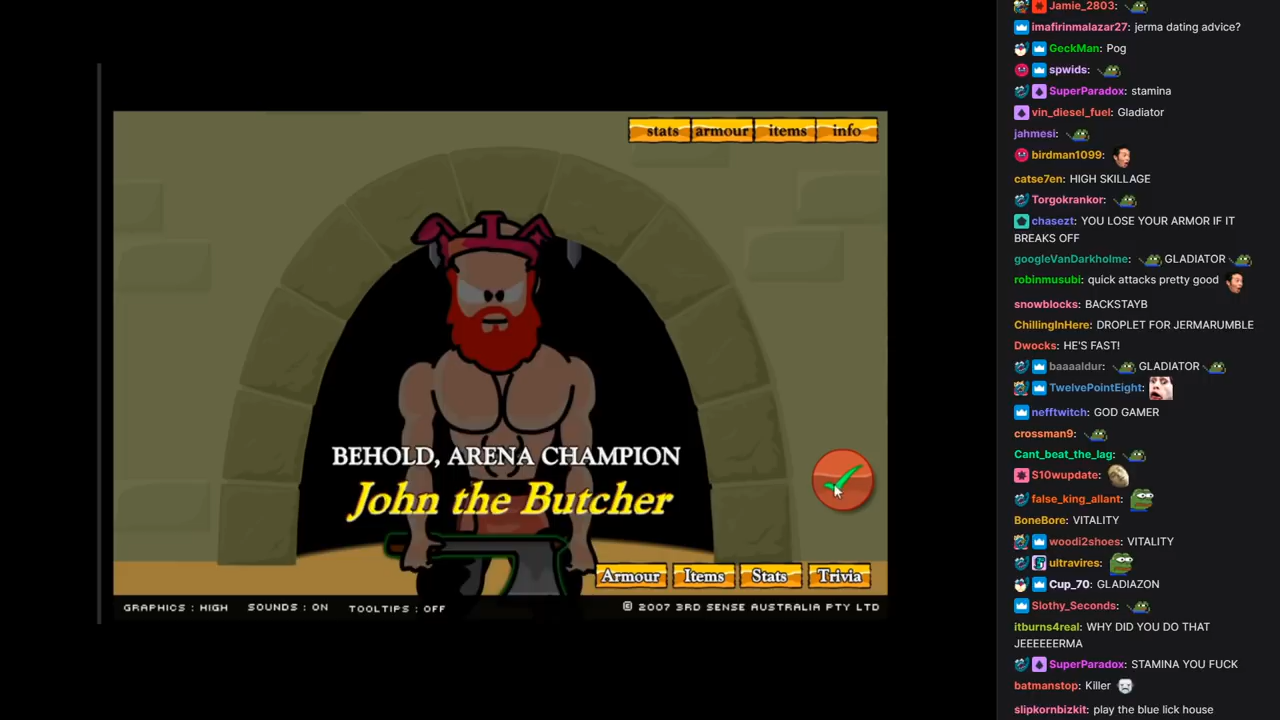 stats armour items info
BEHOLD, ARENA CHAMPION
John the Butcher
Armour Items Stats Trivia
GRAPHICS : HIGH SOUNDS : ON TOOLTIPS : OFF © 2007 3RD SENSE AUSTRALIA PTY LTD
Jamie_2803:
imafirinmalazar27: jerma dating advice?
GeckMan: Pog
spwids:
SuperParadox: stamina
vin_diesel_fuel: Gladiator
jahmesi:
birdman1099:
catse7en: HIGH SKILLAGE
Torgokrankor:
chasezt: YOU LOSE YOUR ARMOR IF IT
BREAKS OFF
googleVanDarkholme: GLADIATOR
robinmusubi: quick attacks pretty good
snowblocks: BACKSTAYB
ChillingInHere: DROPLET FOR JERMARUMBLE
Dwocks: HE'S FAST!
baaaaldur: GLADIATOR
TwelvePointEight:
nefftwitch: GOD GAMER
crossman9:
Cant_beat_the_lag:
S10wupdate:
false_king_allant:
BoneBore: VITALITY
woodi2shoes: VITALITY
ultravires:
Cup_70: GLADIAZON
Slothy_Seconds:
itburns4real: WHY DID YOU DO THAT
JEEEEERMA
SuperParadox: STAMINA YOU FUCK
batmanstop: Killer
slipkornbizkit: play the blue lick house